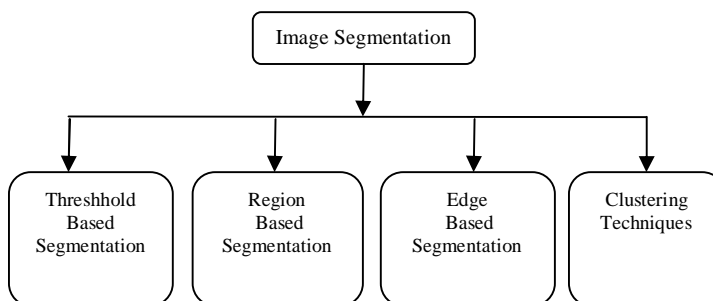 Image Segmentation
Threshhold
Based
Segmentation
Region
Based
Segmentation
Edge
Based
Segmentation
Clustering
Techniques